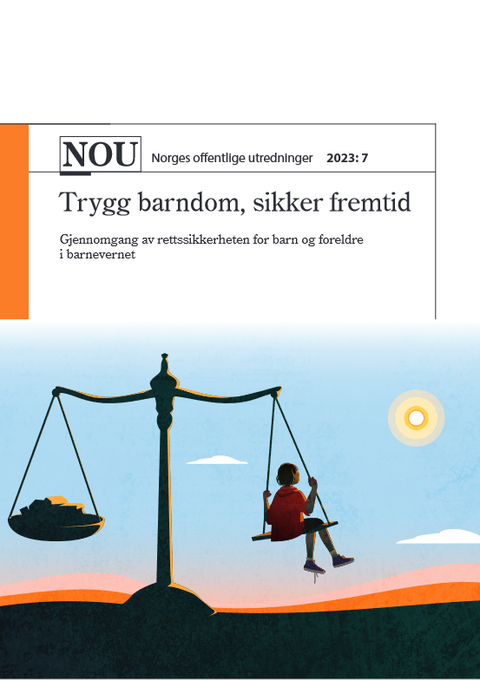 NOU Norges offentlige utredninger 2023: 7
Trygg barndom, sikker fremtid
Gjennomgang av rettssikkerheten for barn og foreldre
i barnevernet